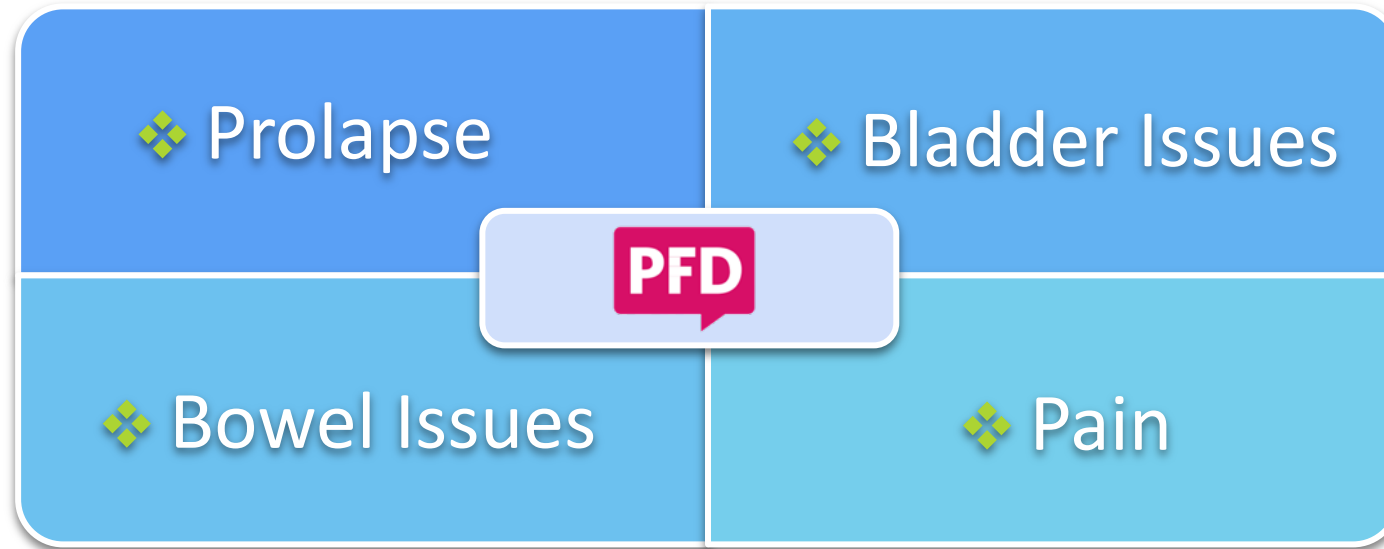 ❖ Prolapse
❖ Bladder Issues
PFD
❖ Bowel Issues
❖ Pain